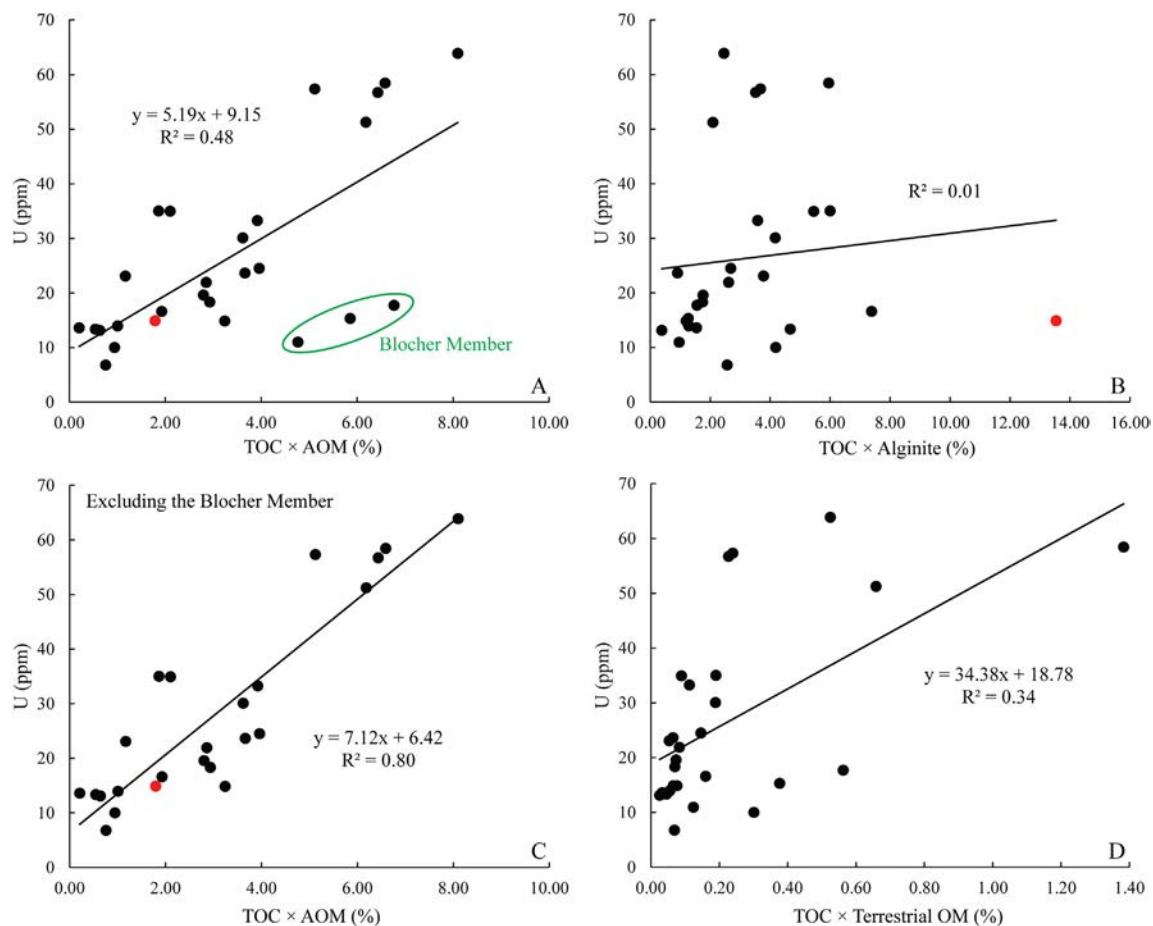 70
60
50
40
30
20
10
0
U (ppm)
y = 5.19x + 9.15
R² = 0.48
Blocher Member
A
0.00 2.00 4.00 6.00 8.00 10.00
TOC × AOM (%)
70
60
50
40
30
20
10
0
U (ppm)
R² = 0.01
B
0.00 2.00 4.00 6.00 8.00 10.00 12.00 14.00 16.00
TOC × Alginite (%)
70
60
50
40
30
20
10
0
U (ppm)
Excluding the Blocher Member
y = 7.12x + 6.42
R² = 0.80
C
0.00 2.00 4.00 6.00 8.00 10.00
TOC × AOM (%)
70
60
50
40
30
20
10
0
U (ppm)
y = 34.38x + 18.78
R² = 0.34
D
0.00 0.20 0.40 0.60 0.80 1.00 1.20 1.40
TOC × Terrestrial OM (%)